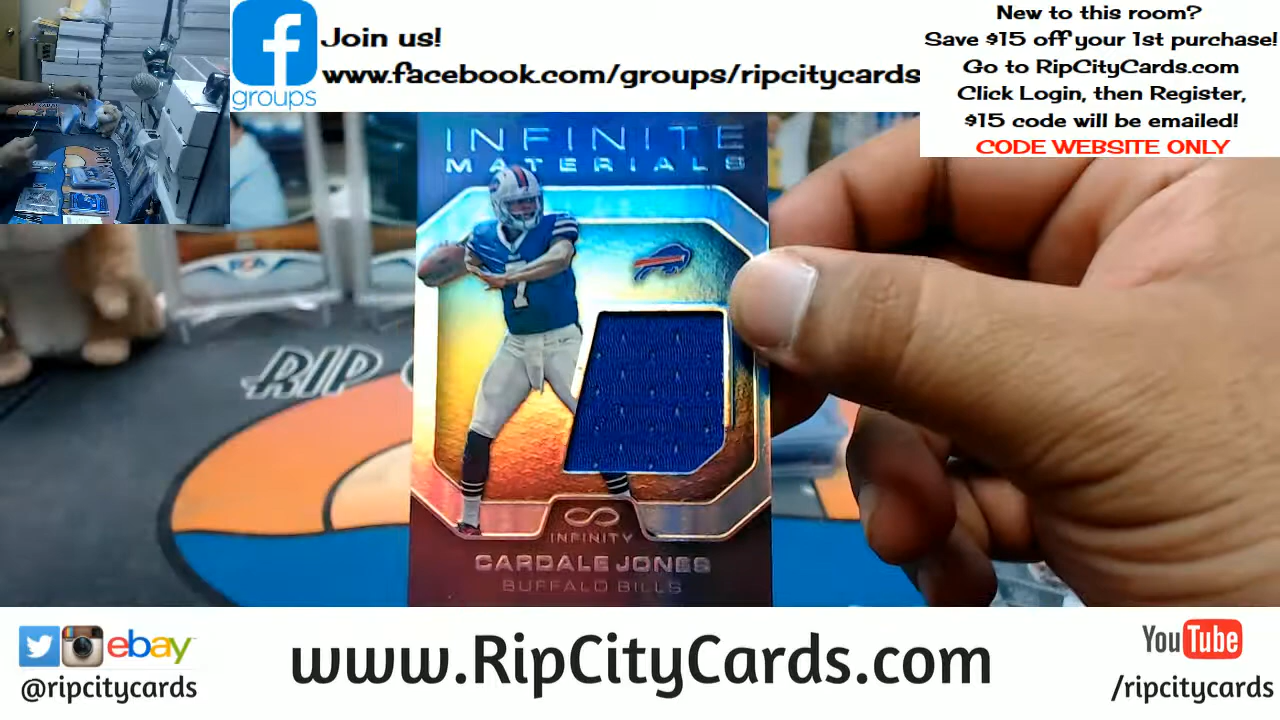 Join us!
www.facebook.com/groups/ripcitycards
groups
New to this room?
Save $15 off your 1st purchase!
Go to RipCityCards.com
Click Login, then Register,
$15 code will be emailed!
CODE WEBSITE ONLY
INFINITE
MATERIALS
7
RIP
INFINITY
CARDALE JONES
BUFFALO BILLS
ebay
@ripcitycards
www.RipCityCards.com
YouTube
/ripcitycards